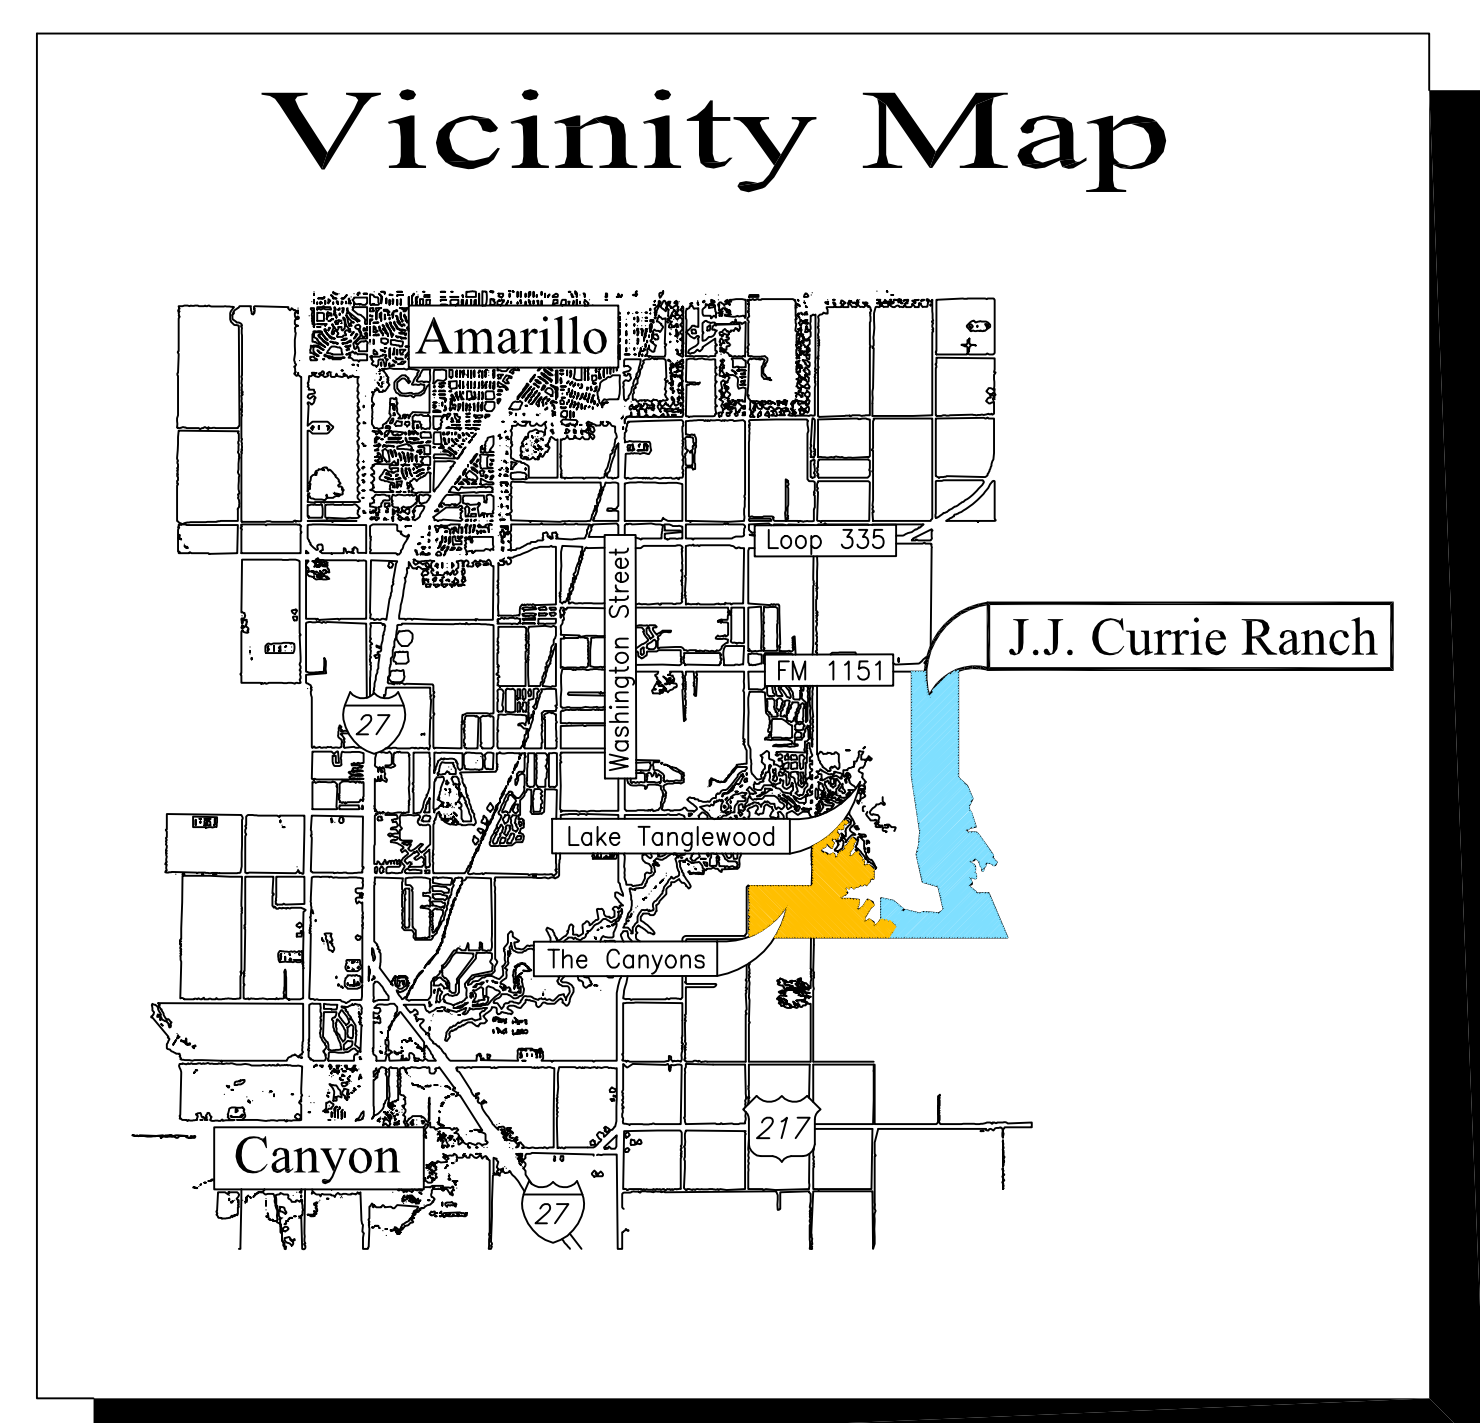 Vicinity Map
Amarillo
Loop 335
Washington Street
J.J. Currie Ranch
FM 1151
27
Lake Tanglewood
The Canyons
217
Canyon
27